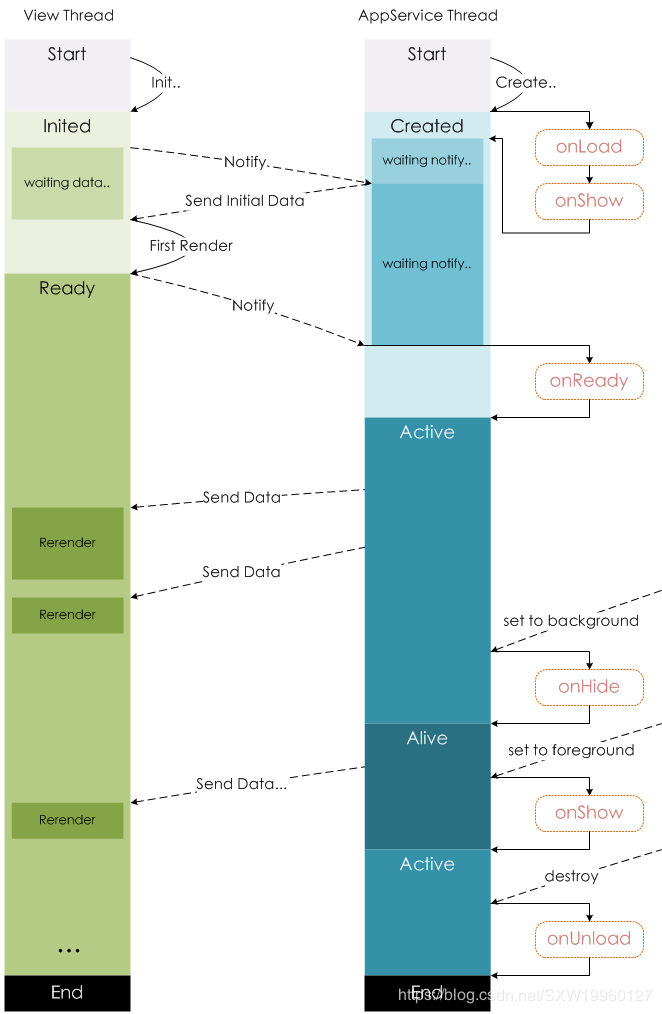 View Thread
AppService Thread
Start
Start
Init..
Create..
Inited
Created
onLoad
waiting notify..
Notify
waiting data..
Send Initial Data
onShow
First Render
waiting notify..
Ready
Notify
onReady
Active
Send Data
Rerender
Send Data
Rerender
set to background
onHide
Alive
set to foreground
Send Data...
onShow
Rerender
Active
destroy
onUnload
...
End
End
https://blog.csdn.net/SXW19960127